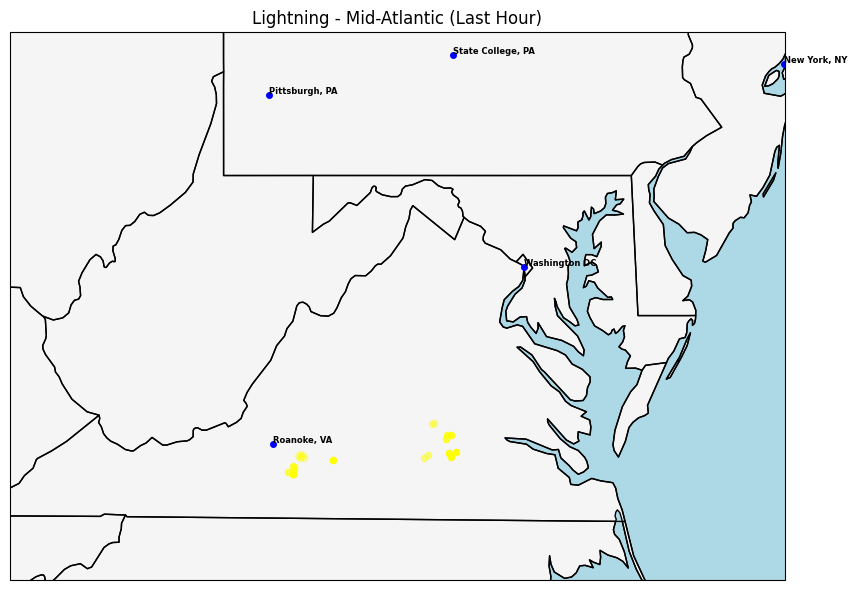 Lightning - Mid-Atlantic (Last Hour)
State College, PA
New York, NY
Pittsburgh, PA
Washington DC
Roanoke, VA